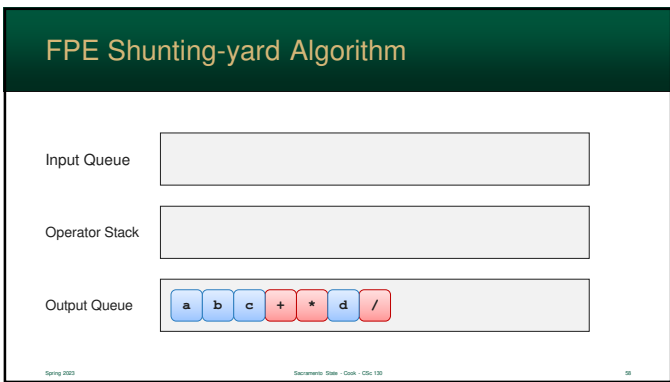 FPE Shunting-yard Algorithm
Input Queue
Operator Stack
Output Queue a b c + * d /
Spring 2023 Sacramento State - Cook - CSc 130 58